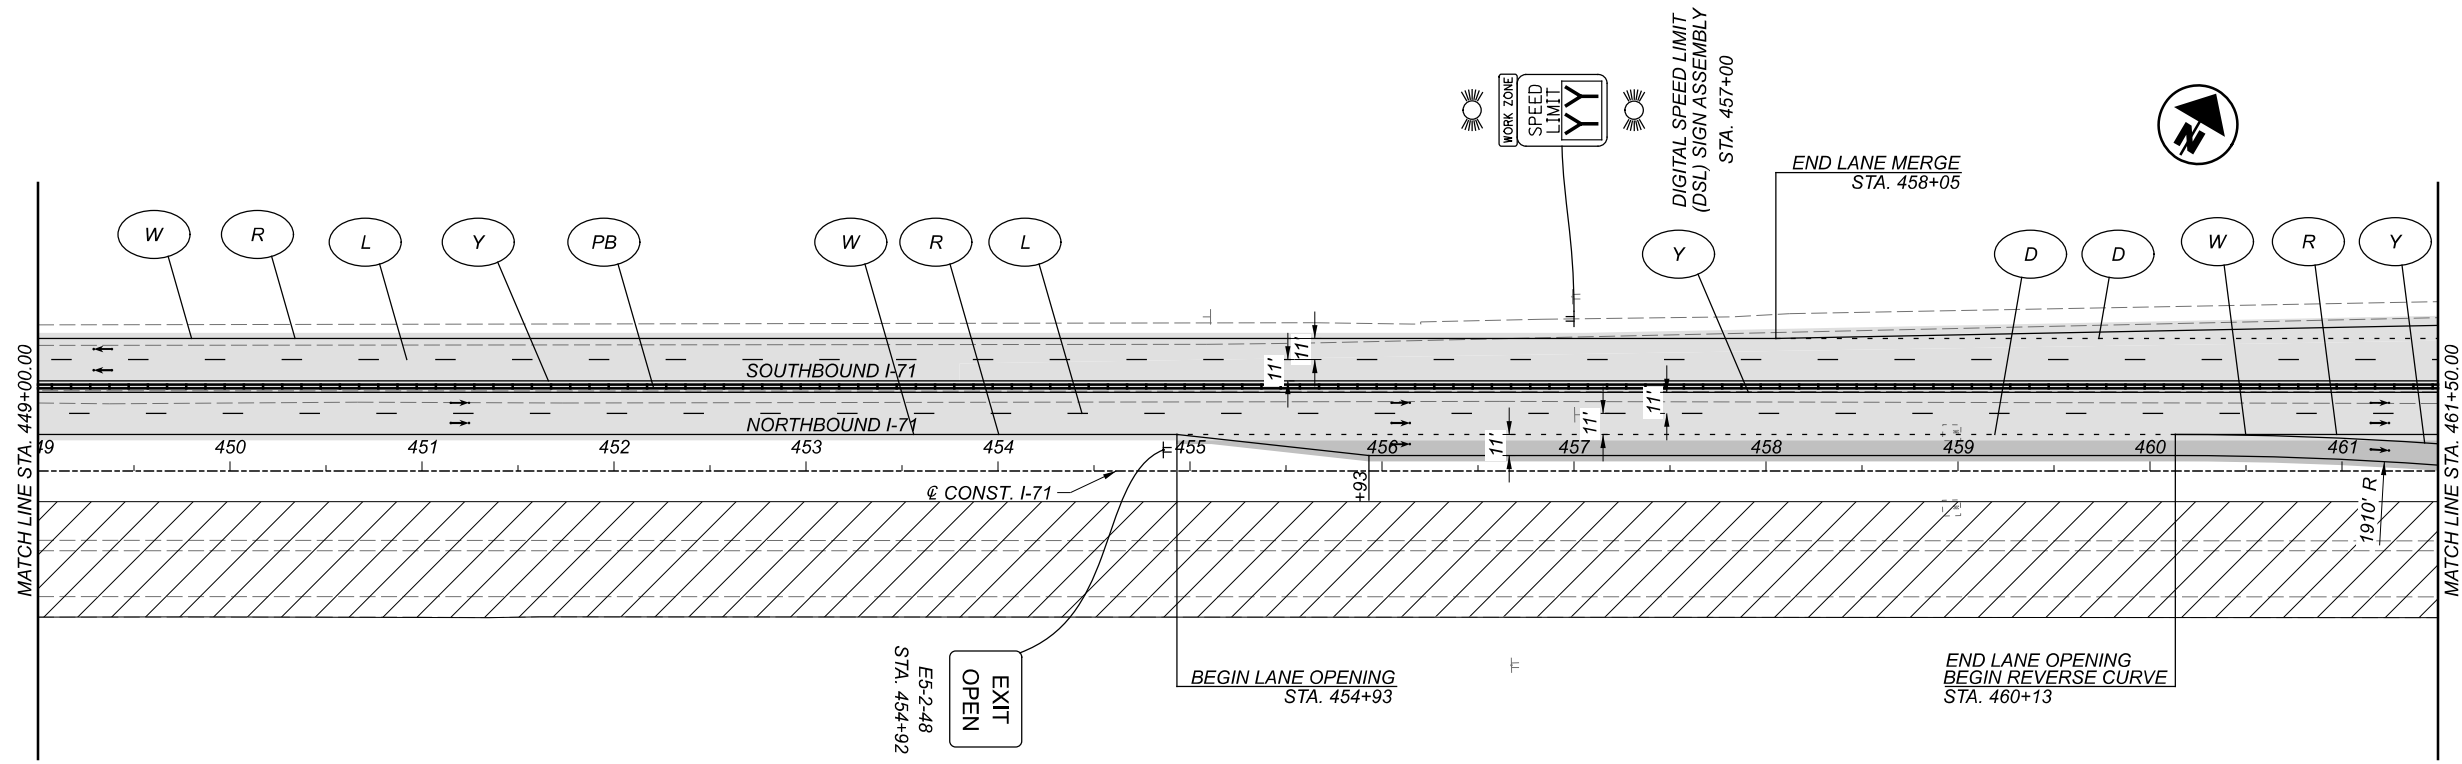 WORK ZONE
SPEED
LIMIT
YY
DIGITAL SPEED LIMIT
(DSL) SIGN ASSEMBLY
STA. 457+00
N
END LANE MERGE
STA. 458+05
W
R
L
Y
PB
W
R
L
Y
D
D
W
R
Y
MATCH LINE STA. 449+00.00
MATCH LINE STA. 461+50.00
11'
11'
SOUTHBOUND I-71
11'
11'
NORTHBOUND I-71
11'
49
450
451
452
453
454
455
456
457
458
459
460
461
+93
℄ CONST. I-71
1910' R
E5-2-48
STA. 454+92
EXIT
OPEN
BEGIN LANE OPENING
STA. 454+93
END LANE OPENING
BEGIN REVERSE CURVE
STA. 460+13